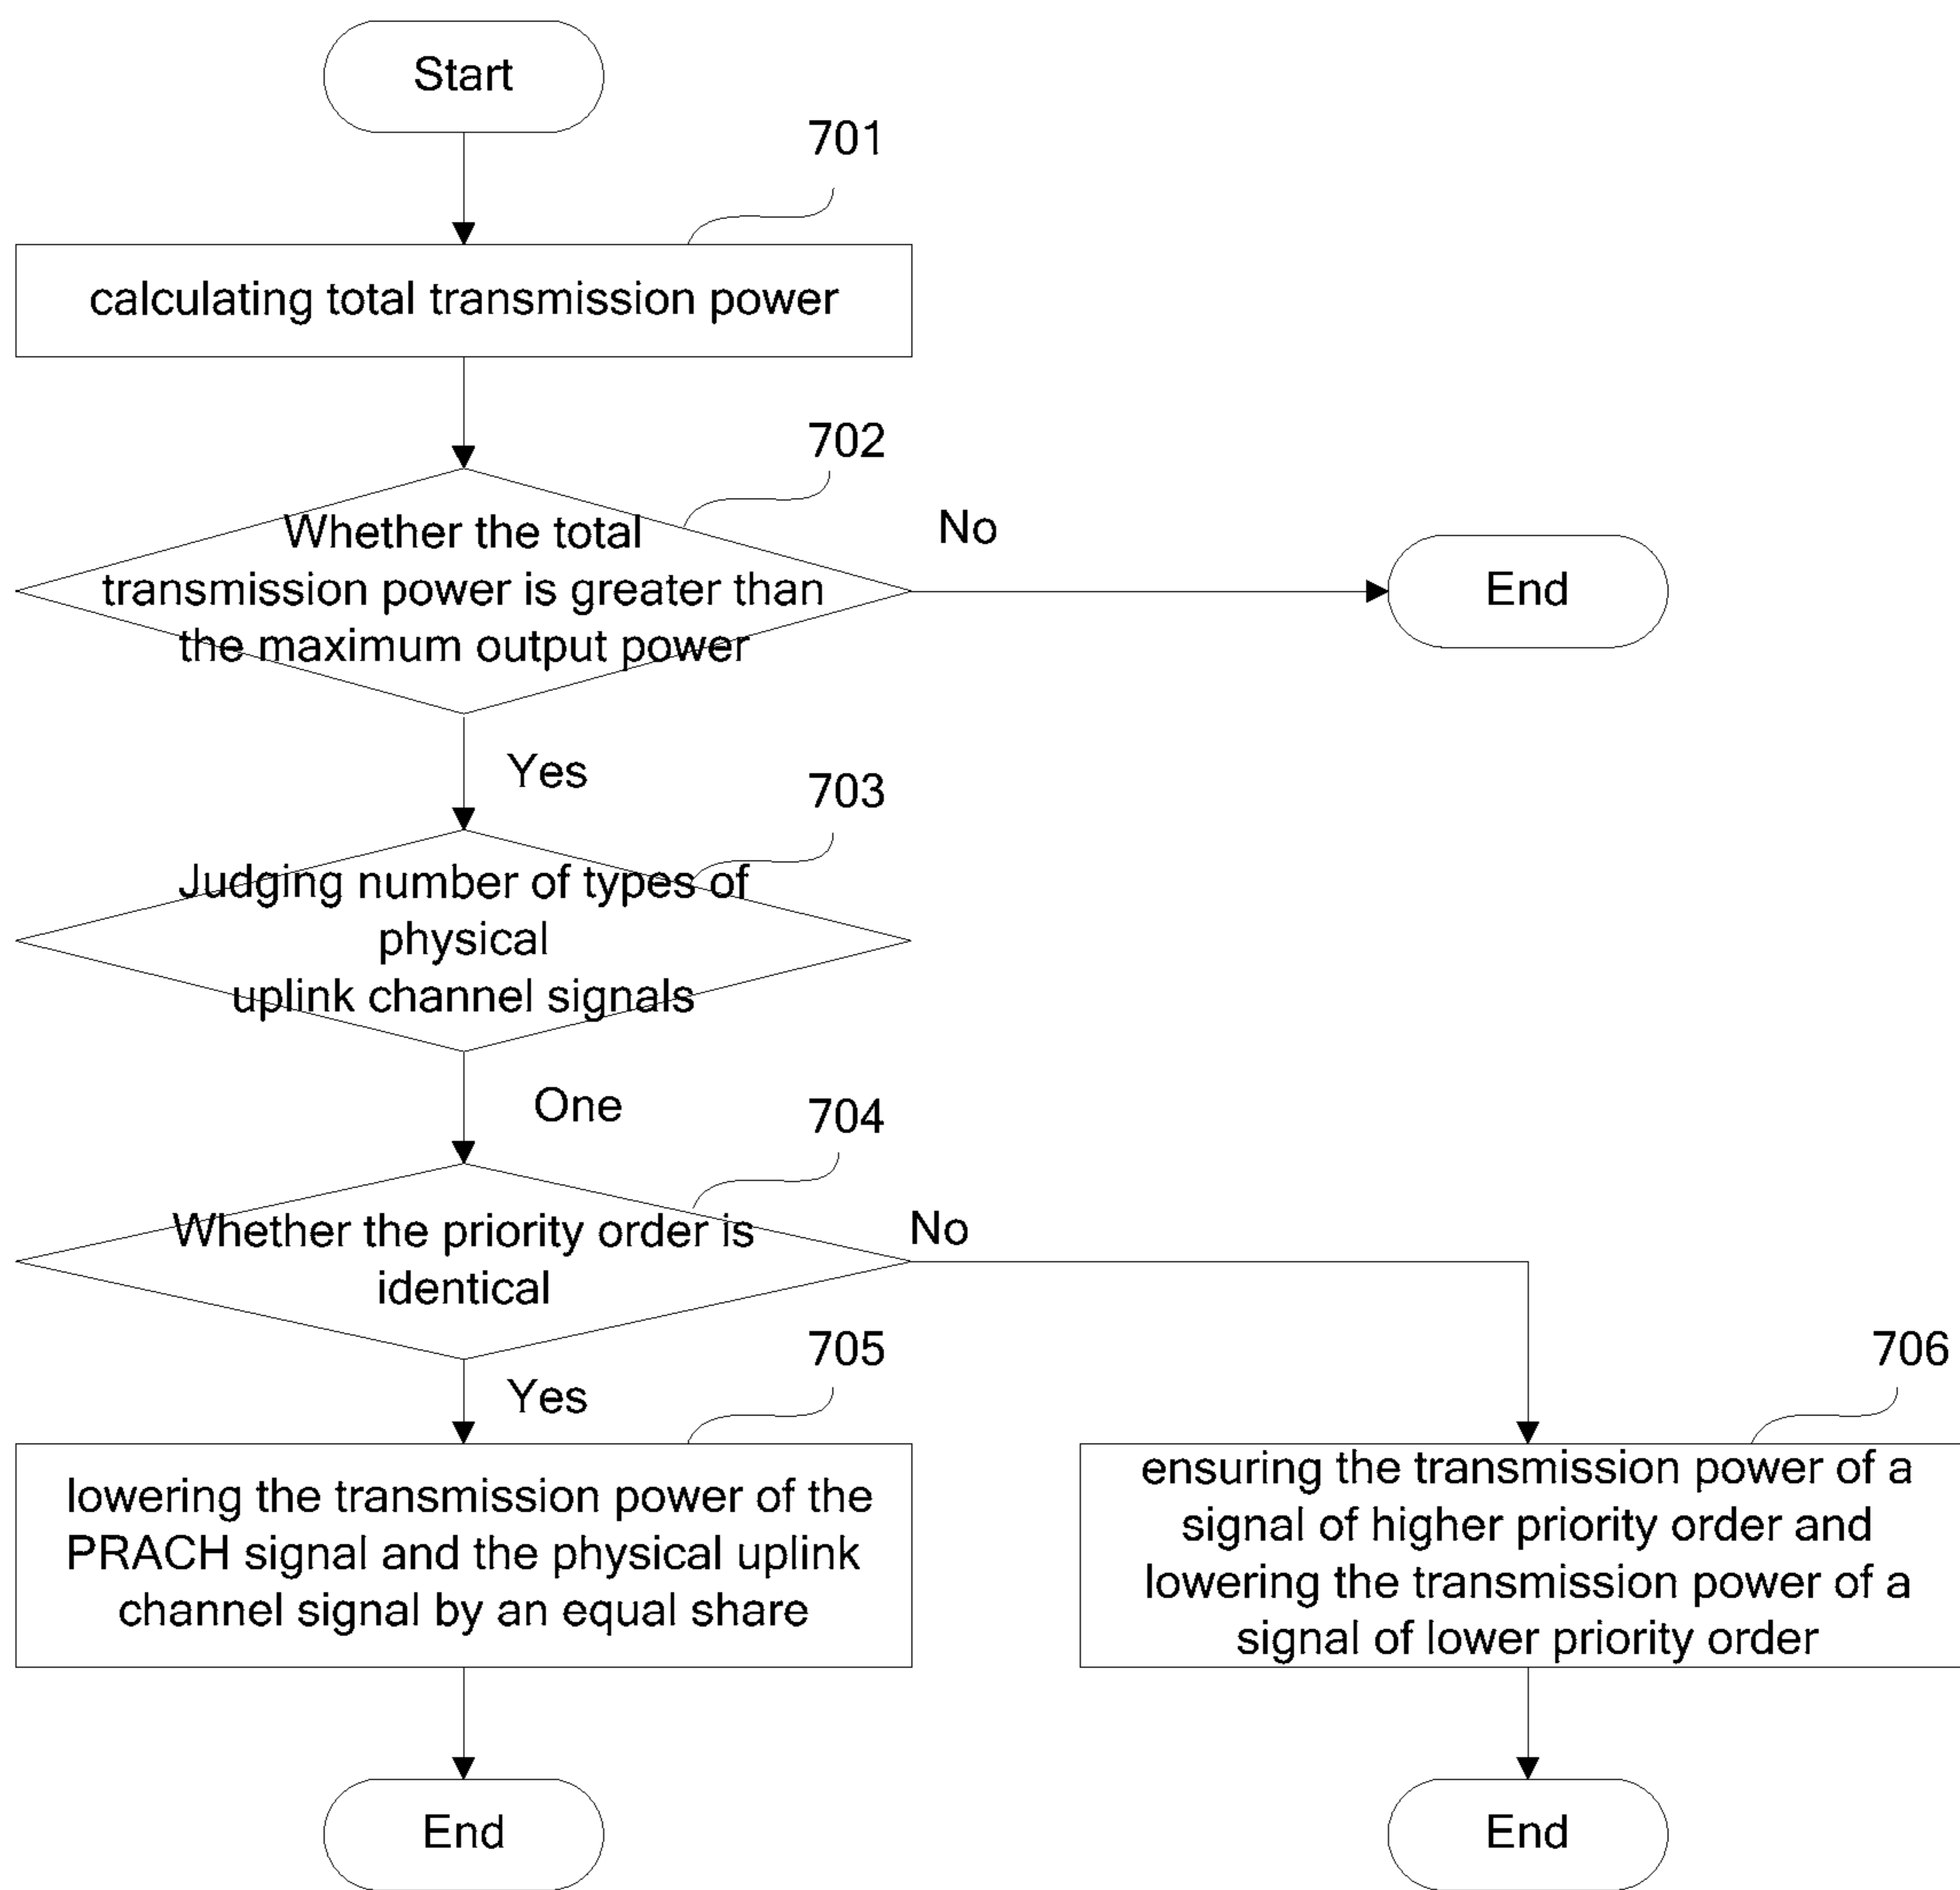 Start
701
calculating total transmission power
702
Whether the total
transmission power is greater than
the maximum output power
No
End
Yes
703
Judging number of types of
physical
uplink channel signals
One
704
Whether the priority order is
identical
No
Yes
705
lowering the transmission power of the
PRACH signal and the physical uplink
channel signal by an equal share
706
ensuring the transmission power of a
signal of higher priority order and
lowering the transmission power of a
signal of lower priority order
End
End